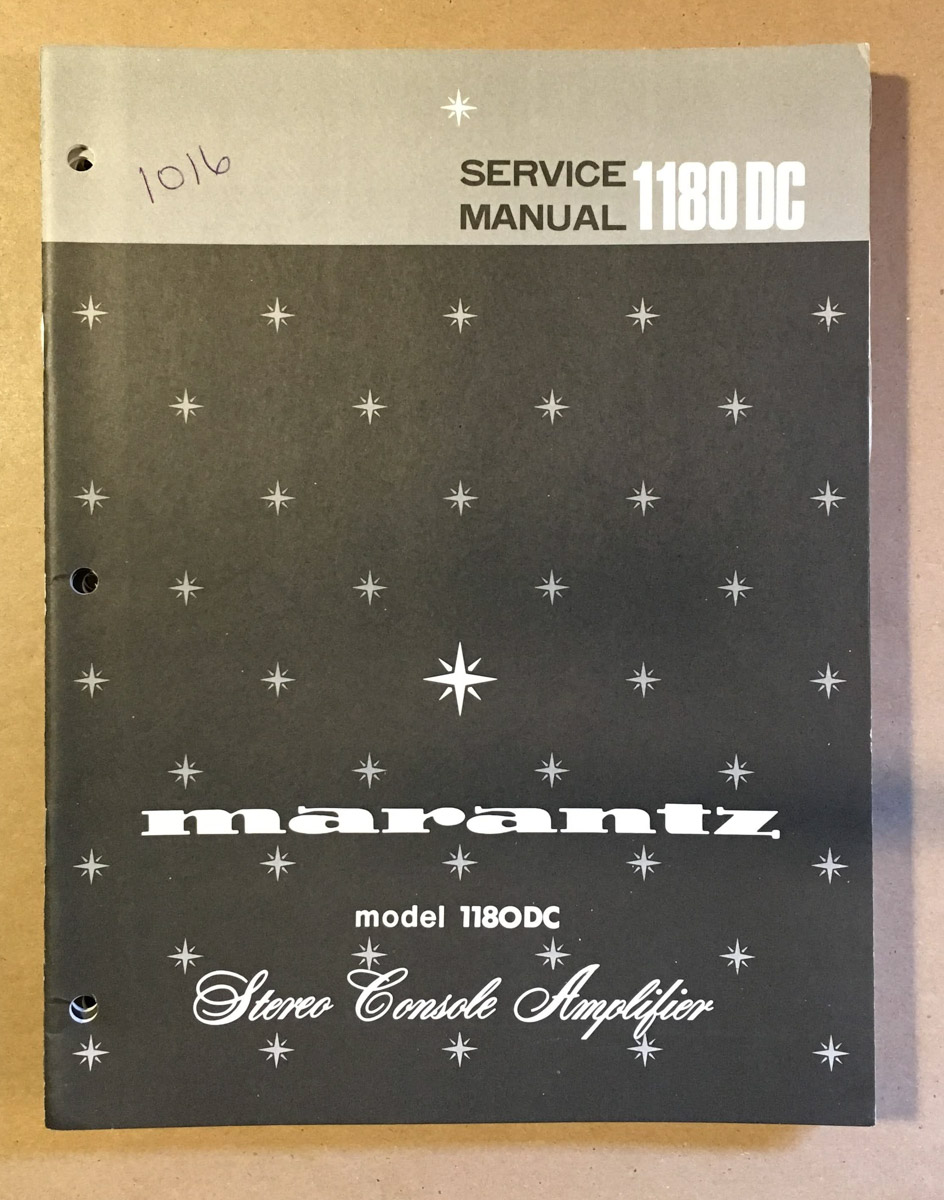 1016
SERVICE
MANUAL 1180 DC
marantz
model 1180DC
Stereo Console Amplifier